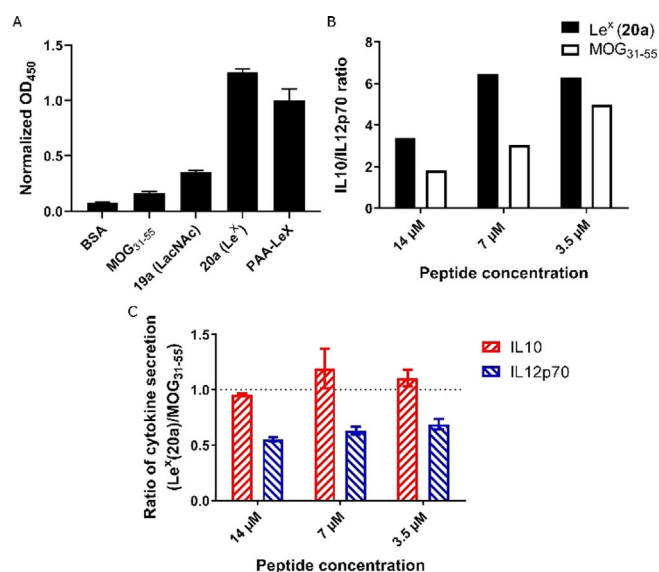 A
Normalized OD450
1.5
1.0
0.5
0.0
BSA
MOG31-55
19a (LacNAc)
20a (LeX)
PAA-LeX
B
Lex (20a)
MOG31-55
IL10/IL12p70 ratio
8
6
4
2
0
14 µM
7 µM
3.5 µM
Peptide concentration
C
IL10
IL12p70
Ratio of cytokine secretion
(Lex(20a)/MOG31-55)
1.5
1.0
0.5
0.0
14 µM
7 µM
3.5 µM
Peptide concentration